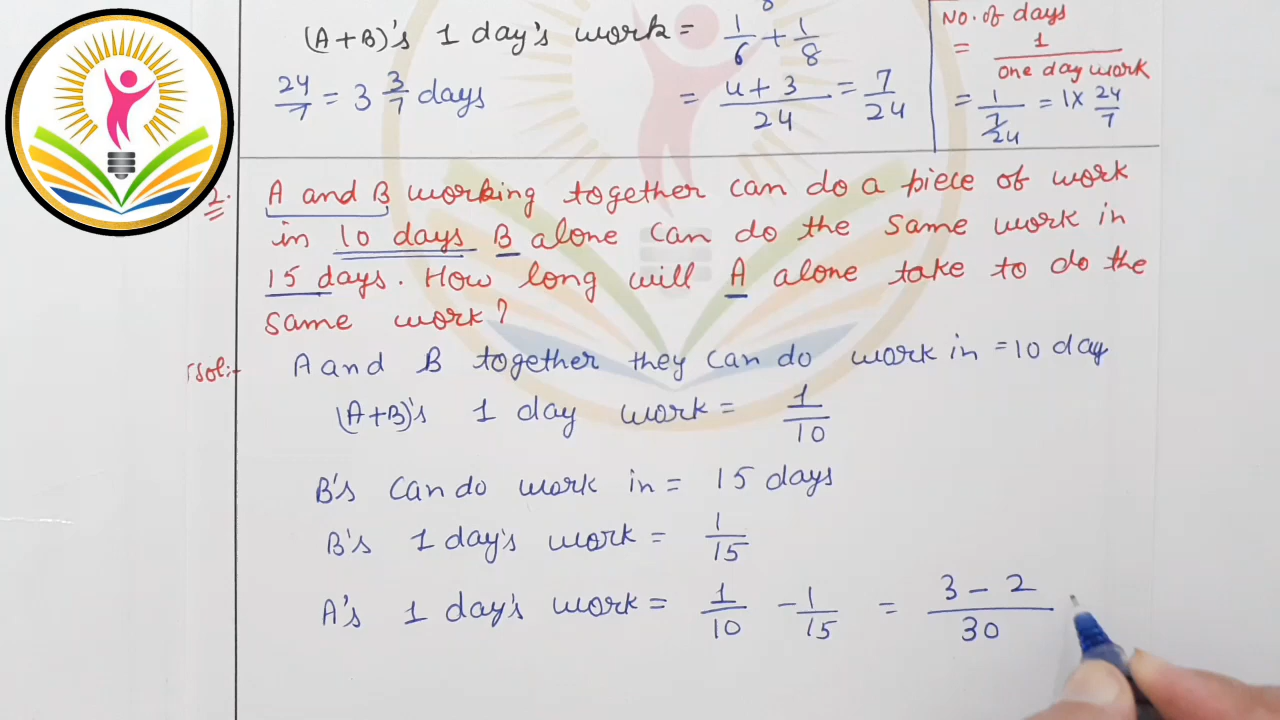 (A+B)'s 1 day's work = 1/6 + 1/8
24/7 = 3 3/7 days = 4+3/24 = 7/24
No. of days
= 1/one day work
= 1/7/24 = 1 x 24/7
2. A and B working together can do a piece of work
in 10 days B alone can do the same work in
15 days. How long will A alone take to do the
same work?
Sol:- A and B together they can do work in = 10 day
(A+B)'s 1 day work = 1/10
B's can do work in = 15 days
B's 1 day's work = 1/15
A's 1 day's work = 1/10 - 1/15 = 3-2/30